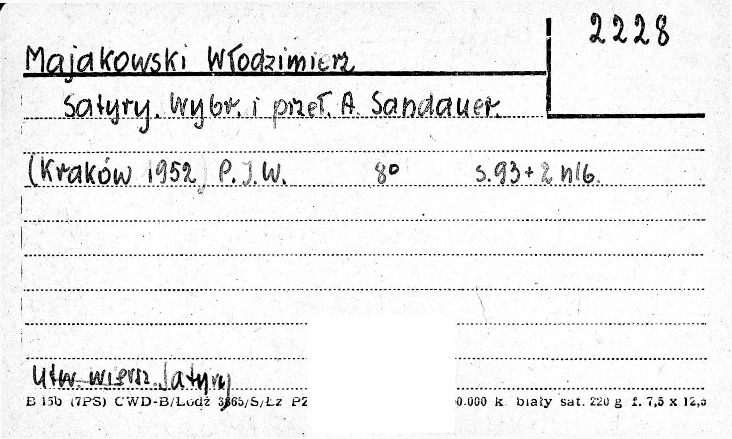 2228
Majakowski Włodzimierz
Satyry. Wybr. i przeł. A. Sandauer.
(Kraków 1952) P.I.W. 8° s.93+2 nlb.
Utw. wiersz. Satyry
B 15b (7PS) CWD-B/Łódź 3865/S/Łz PZ 0.000 k. biały sat. 220 g f. 7,5 x 12,5